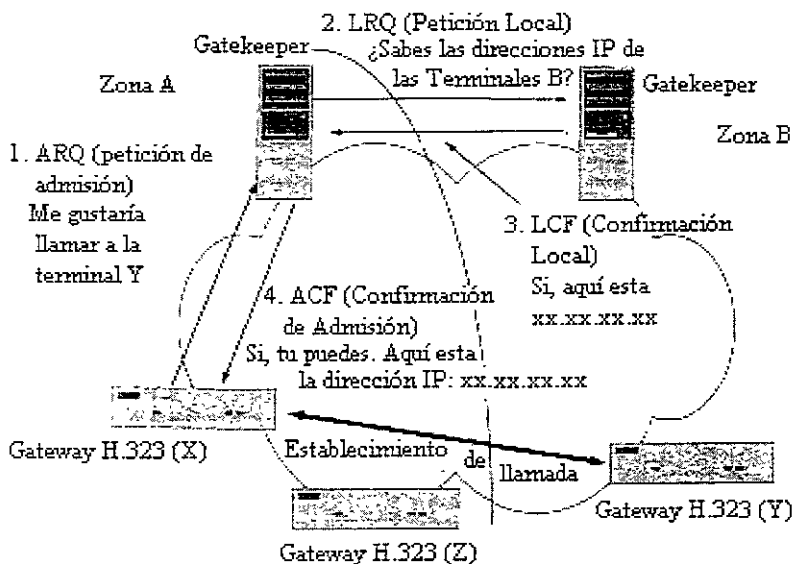 2. LRQ (Petición Local)
¿Sabes las direcciones IP de
las Terminales B?
Gatekeeper
Zona A
Gatekeeper
Zona B
1. ARQ (petición de
admisión)
Me gustaría
llamar a la
terminal Y
3. LCF (Confirmación
Local)
Si, aquí esta
xx.xx.xx.xx
4. ACF (Confirmación
de Admisión)
Si, tu puedes. Aquí esta
la dirección IP: xx.xx.xx.xx
Gateway H.323 (X)
Establecimiento de llamada
Gateway H.323 (Y)
Gateway H.323 (Z)